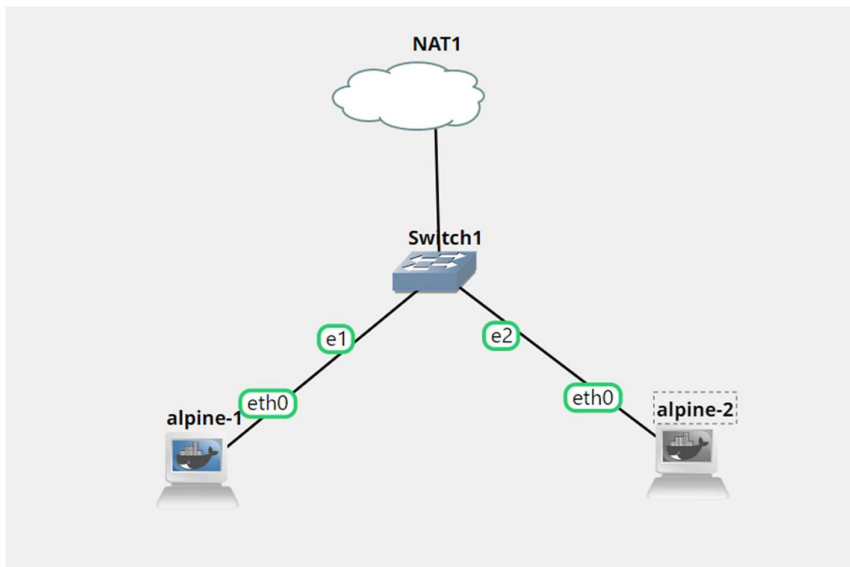 NAT1
Switch1
e1
e2
eth0
eth0
alpine-1
alpine-2